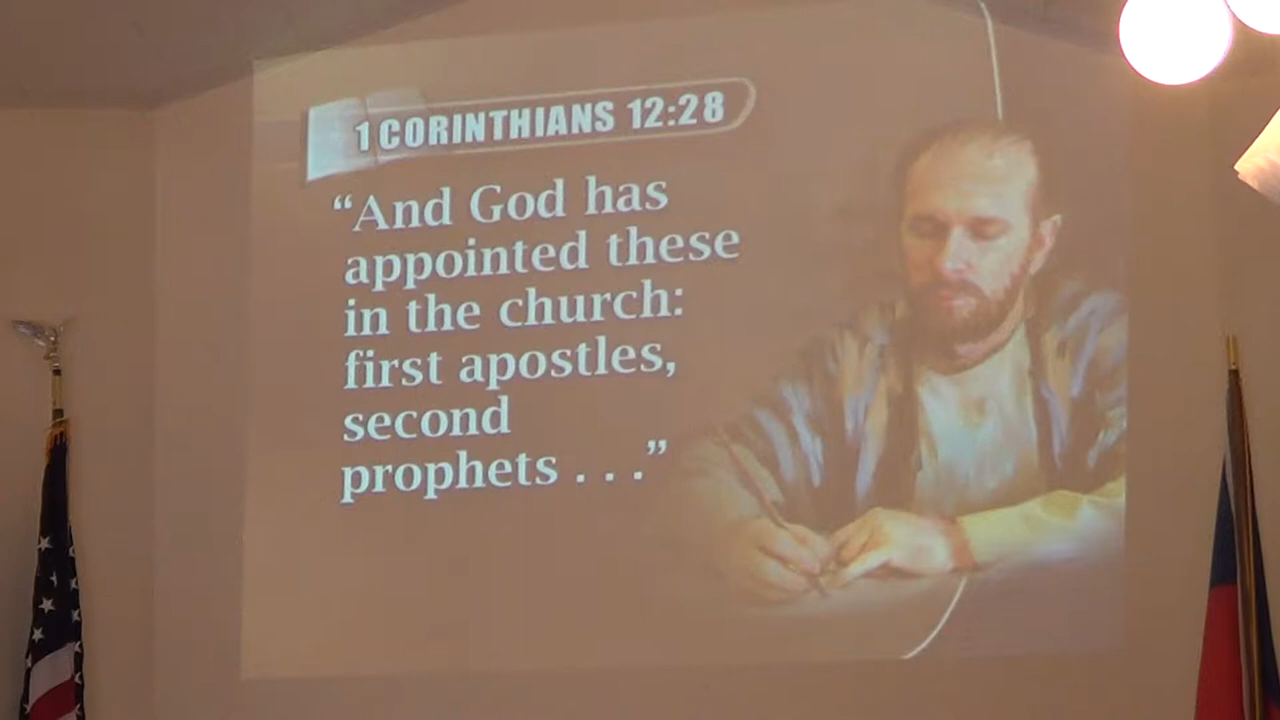 1 CORINTHIANS 12:28
“And God has
appointed these
in the church:
first apostles,
second
prophets . . .”